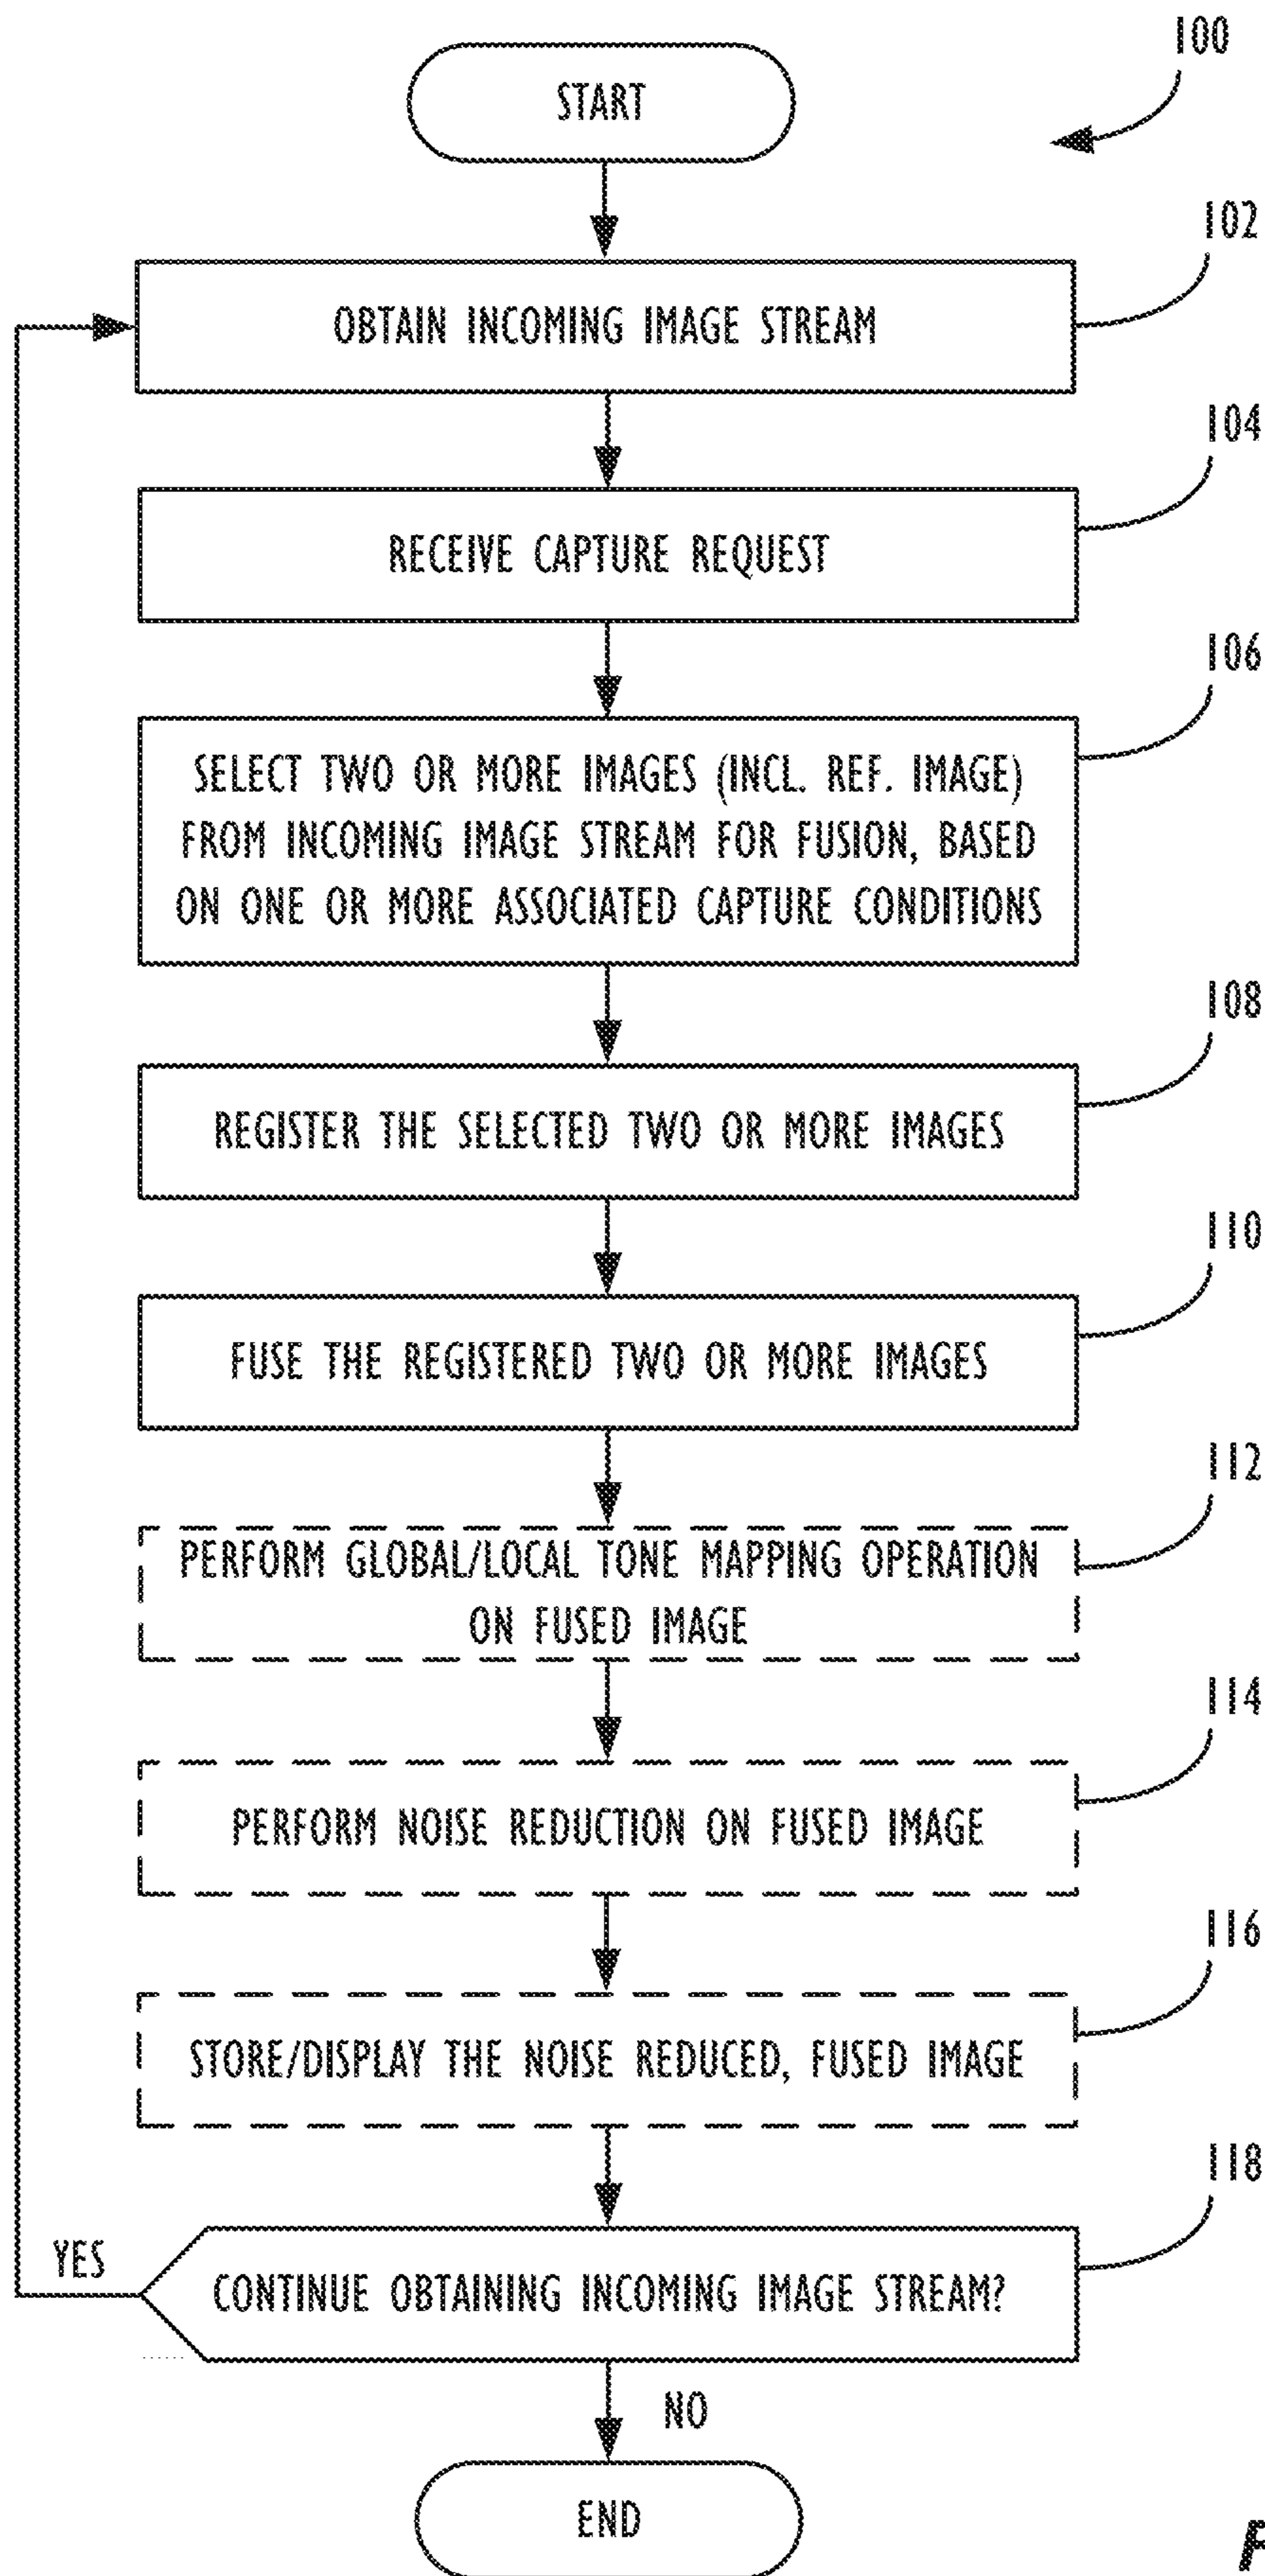 100
START
102
OBTAIN INCOMING IMAGE STREAM
104
RECEIVE CAPTURE REQUEST
106
SELECT TWO OR MORE IMAGES (INCL. REF. IMAGE)
FROM INCOMING IMAGE STREAM FOR FUSION, BASED
ON ONE OR MORE ASSOCIATED CAPTURE CONDITIONS
108
REGISTER THE SELECTED TWO OR MORE IMAGES
110
FUSE THE REGISTERED TWO OR MORE IMAGES
112
PERFORM GLOBAL/LOCAL TONE MAPPING OPERATION
ON FUSED IMAGE
114
PERFORM NOISE REDUCTION ON FUSED IMAGE
116
STORE/DISPLAY THE NOISE REDUCED, FUSED IMAGE
118
YES
CONTINUE OBTAINING INCOMING IMAGE STREAM?
NO
END